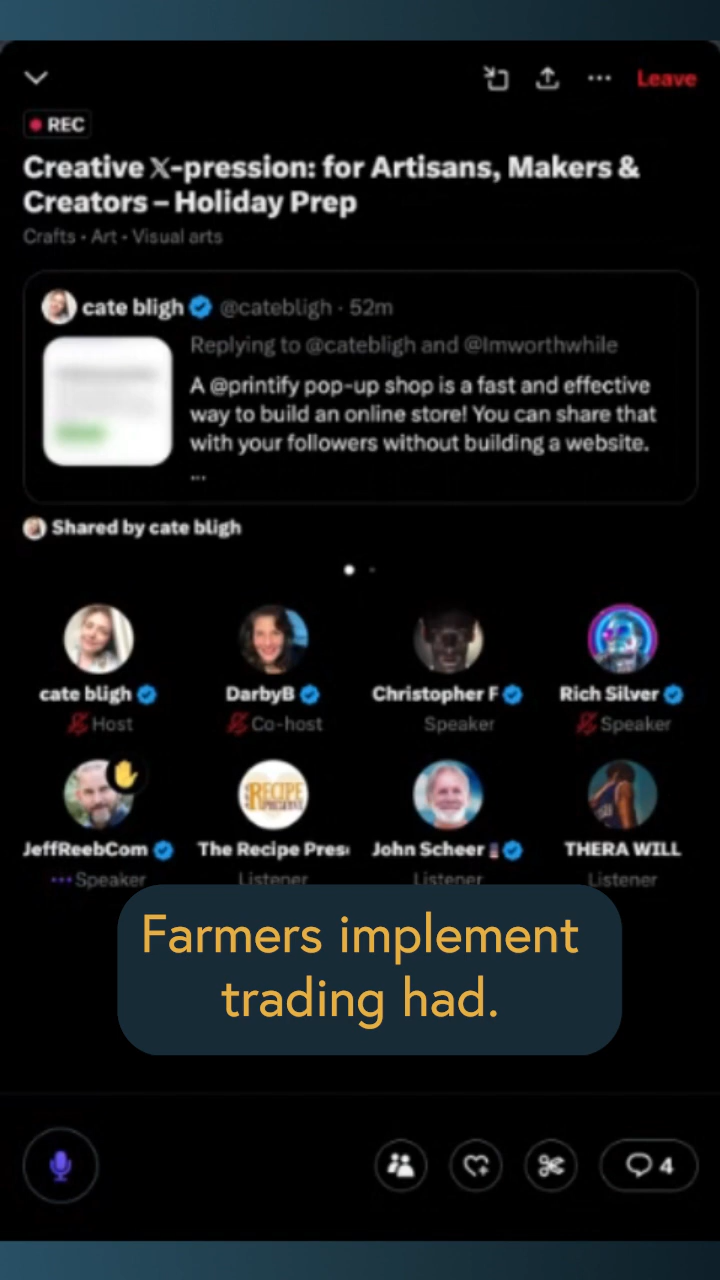 Leave
REC
Creative 𝕏-pression: for Artisans, Makers &
Creators – Holiday Prep
Crafts • Art • Visual arts
cate bligh @catebligh · 52m
Replying to @catebligh and @Imworthwhile
A @printify pop-up shop is a fast and effective
way to build an online store! You can share that
with your followers without building a website.
...
Shared by cate bligh
cate bligh DarbyB Christopher F Rich Silver
Host Co-host Speaker Speaker
RECIPE
JeffReebCom The Recipe Pres John Scheer THERA WILL
Speaker Listener Listener Listener
Farmers implement
trading had.
4